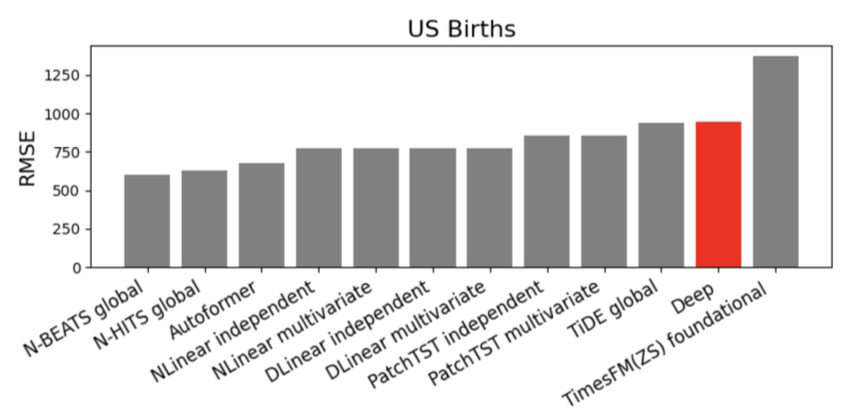 US Births
RMSE
1250
1000
750
500
250
0
N-BEATS global
N-HITS global
Autoformer
NLinear independent
NLinear multivariate
DLinear independent
DLinear multivariate
PatchTST independent
PatchTST multivariate
TiDE global
Deep
TimesFM(ZS) foundational